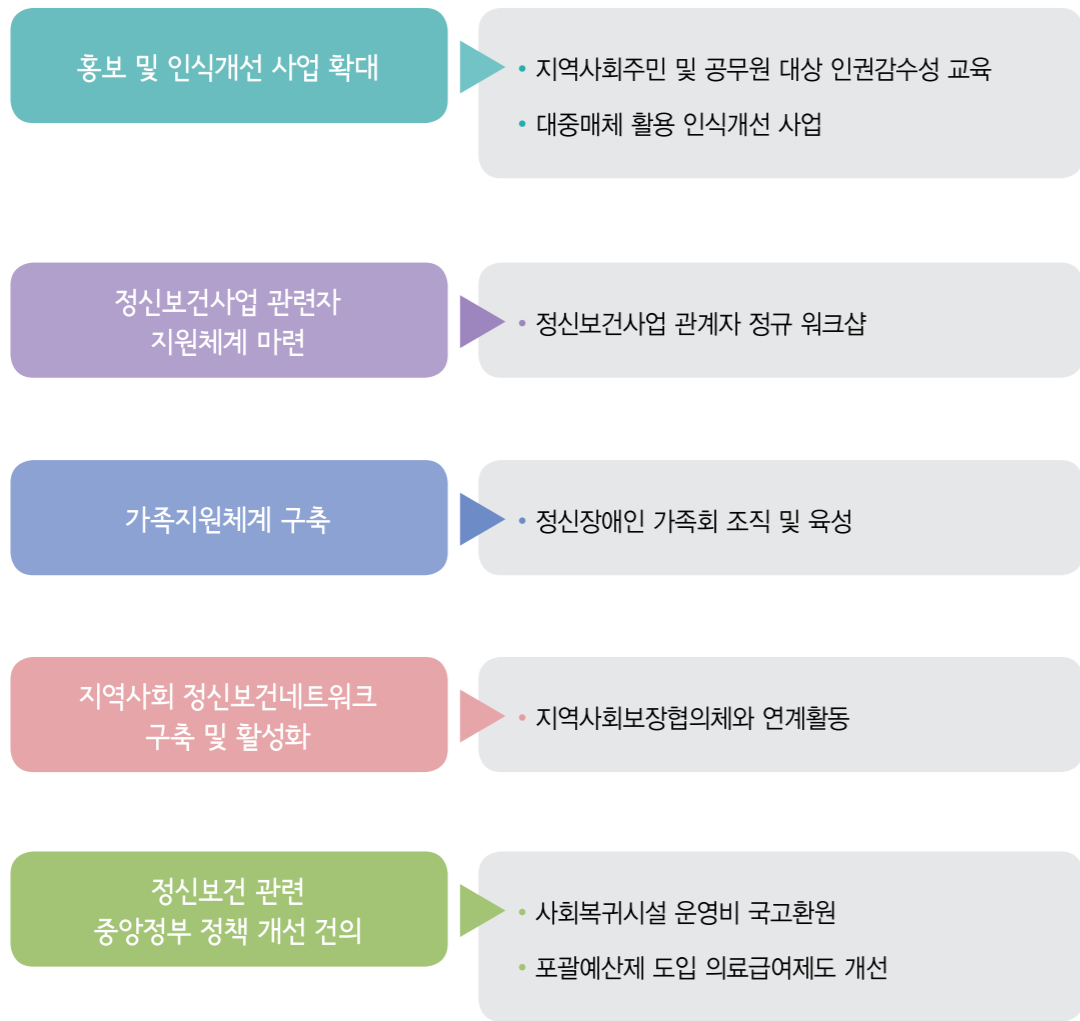 홍보 및 인식개선 사업 확대
• 지역사회주민 및 공무원 대상 인권감수성 교육
• 대중매체 활용 인식개선 사업
정신보건사업 관련자
지원체계 마련
• 정신보건사업 관계자 정규 워크샵
가족지원체계 구축
• 정신장애인 가족회 조직 및 육성
지역사회 정신보건네트워크
구축 및 활성화
• 지역사회보장협의체와 연계활동
정신보건 관련
중앙정부 정책 개선 건의
• 사회복귀시설 운영비 국고환원
• 포괄예산제 도입 의료급여제도 개선